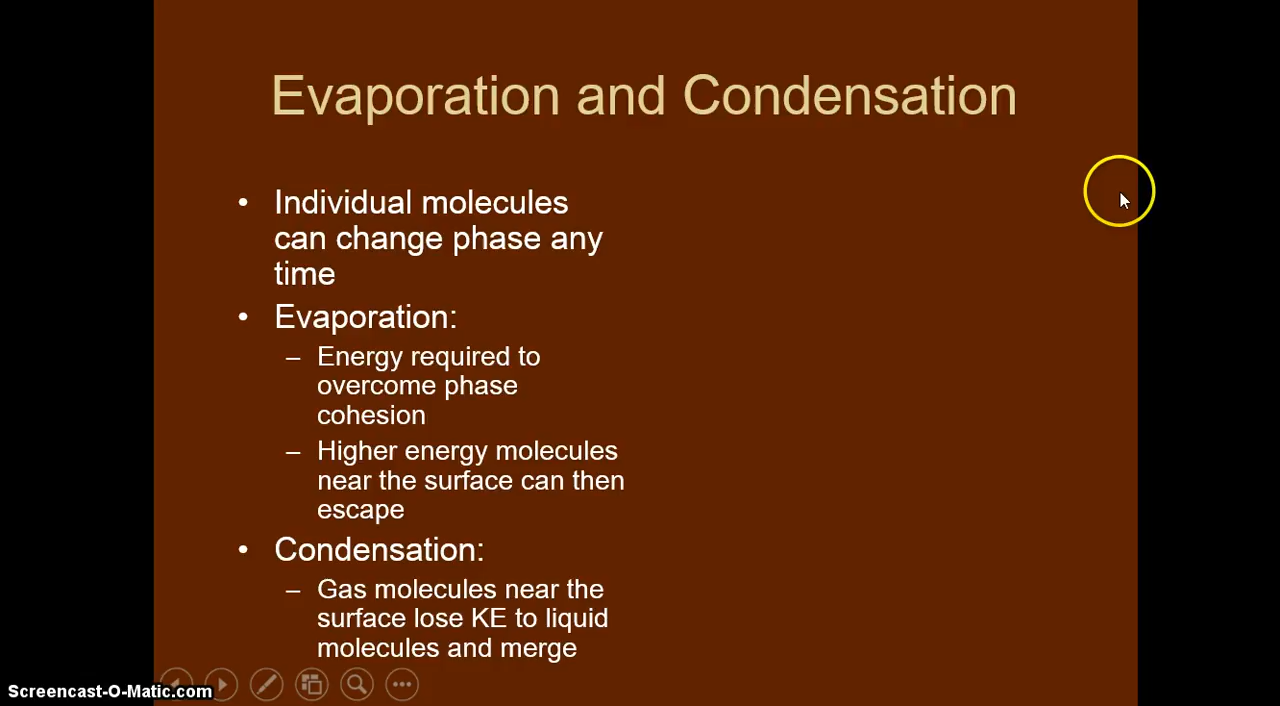 Evaporation and Condensation
• Individual molecules
can change phase any
time
• Evaporation:
– Energy required to
overcome phase
cohesion
– Higher energy molecules
near the surface can then
escape
• Condensation:
– Gas molecules near the
surface lose KE to liquid
molecules and merge
Screencast-O-Matic.com